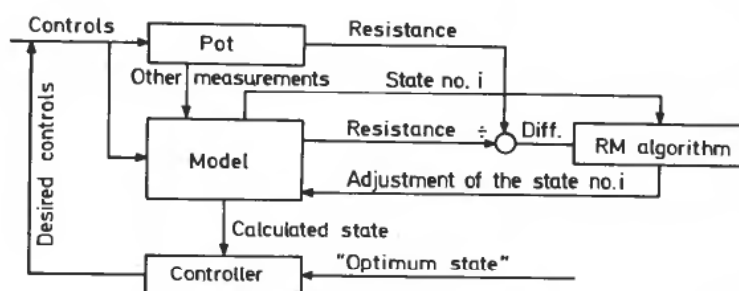 Controls
Pot
Resistance
Other measurements
State no. i
Resistance
÷
Diff.
RM algorithm
Model
Adjustment of the state no.i
Desired controls
Calculated state
Controller
"Optimum state"